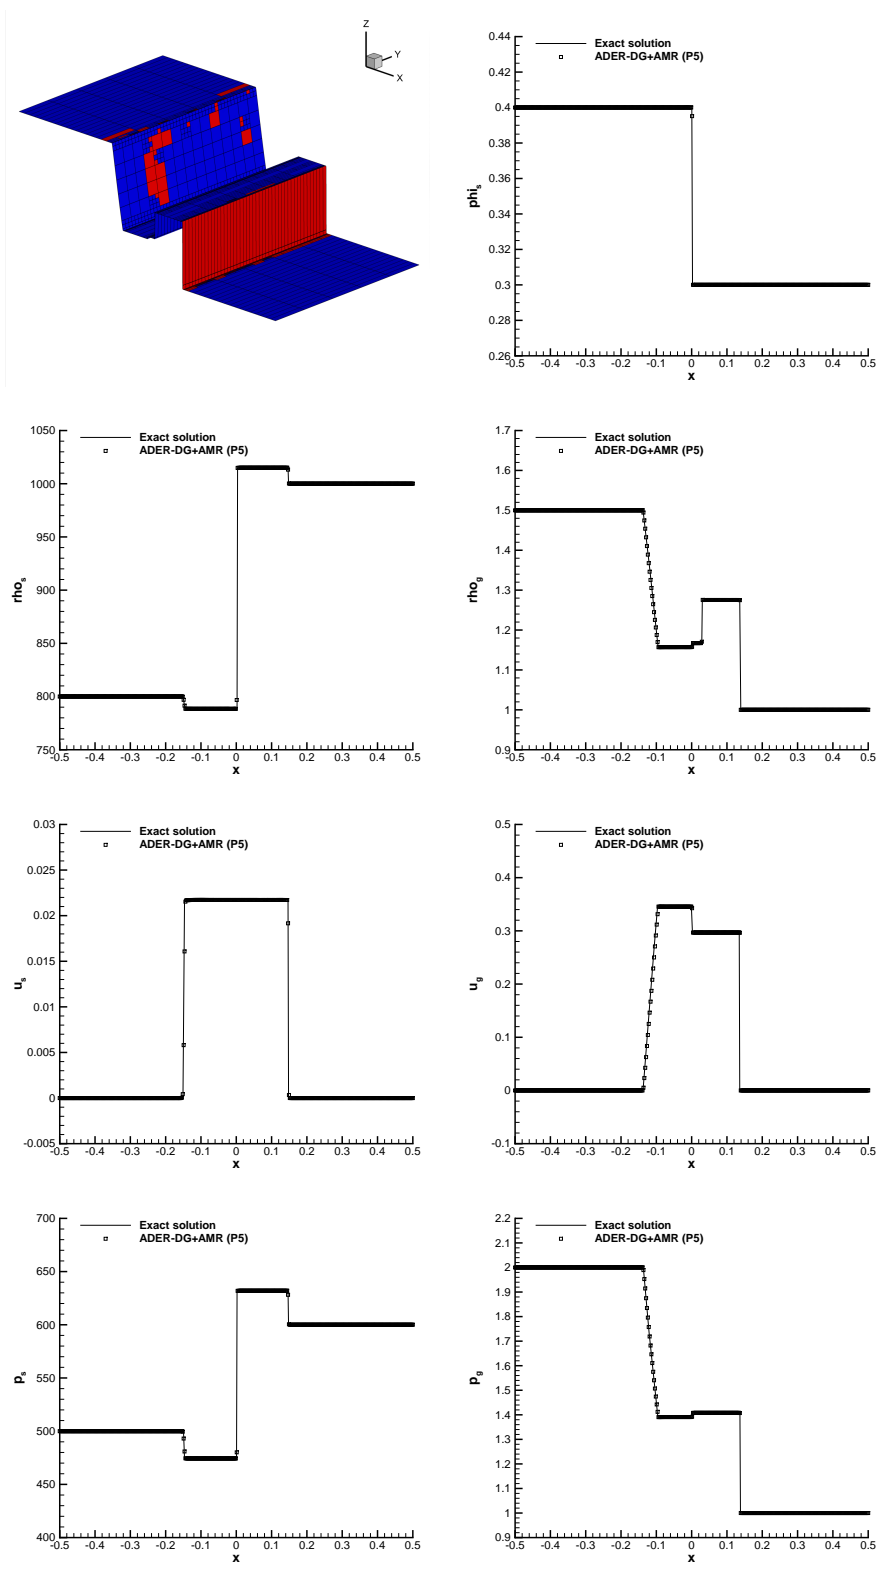 Z
Y
X
Exact solution
ADER-DG+AMR (P5)
0.44
0.42
0.4
0.38
0.36
0.34
0.32
0.3
0.28
0.26
phi_s
-0.5 -0.4 -0.3 -0.2 -0.1 0 0.1 0.2 0.3 0.4 0.5
x
Exact solution
ADER-DG+AMR (P5)
1050
1000
950
900
850
800
750
rho_s
-0.5 -0.4 -0.3 -0.2 -0.1 0 0.1 0.2 0.3 0.4 0.5
x
Exact solution
ADER-DG+AMR (P5)
1.7
1.6
1.5
1.4
1.3
1.2
1.1
1
0.9
rho_g
-0.5 -0.4 -0.3 -0.2 -0.1 0 0.1 0.2 0.3 0.4 0.5
x
Exact solution
ADER-DG+AMR (P5)
0.03
0.025
0.02
0.015
0.01
0.005
0
-0.005
u_s
-0.5 -0.4 -0.3 -0.2 -0.1 0 0.1 0.2 0.3 0.4 0.5
x
Exact solution
ADER-DG+AMR (P5)
0.5
0.4
0.3
0.2
0.1
0
-0.1
u_g
-0.5 -0.4 -0.3 -0.2 -0.1 0 0.1 0.2 0.3 0.4 0.5
x
Exact solution
ADER-DG+AMR (P5)
700
650
600
550
500
450
400
p_s
-0.5 -0.4 -0.3 -0.2 -0.1 0 0.1 0.2 0.3 0.4 0.5
x
Exact solution
ADER-DG+AMR (P5)
2.2
2.1
2
1.9
1.8
1.7
1.6
1.5
1.4
1.3
1.2
1.1
1
0.9
p_g
-0.5 -0.4 -0.3 -0.2 -0.1 0 0.1 0.2 0.3 0.4 0.5
x